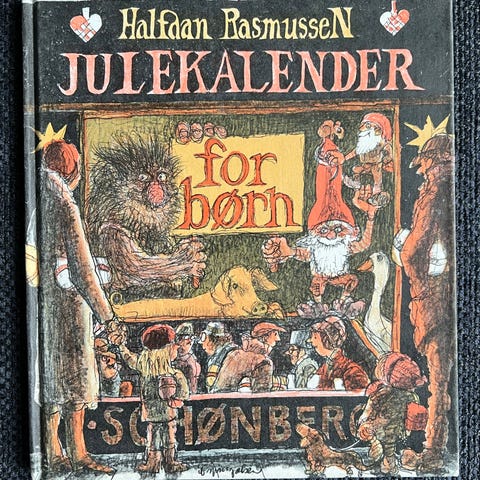 Halfdan RasmusseN
JULEKALENDER
for
børn
SCHØNBERG